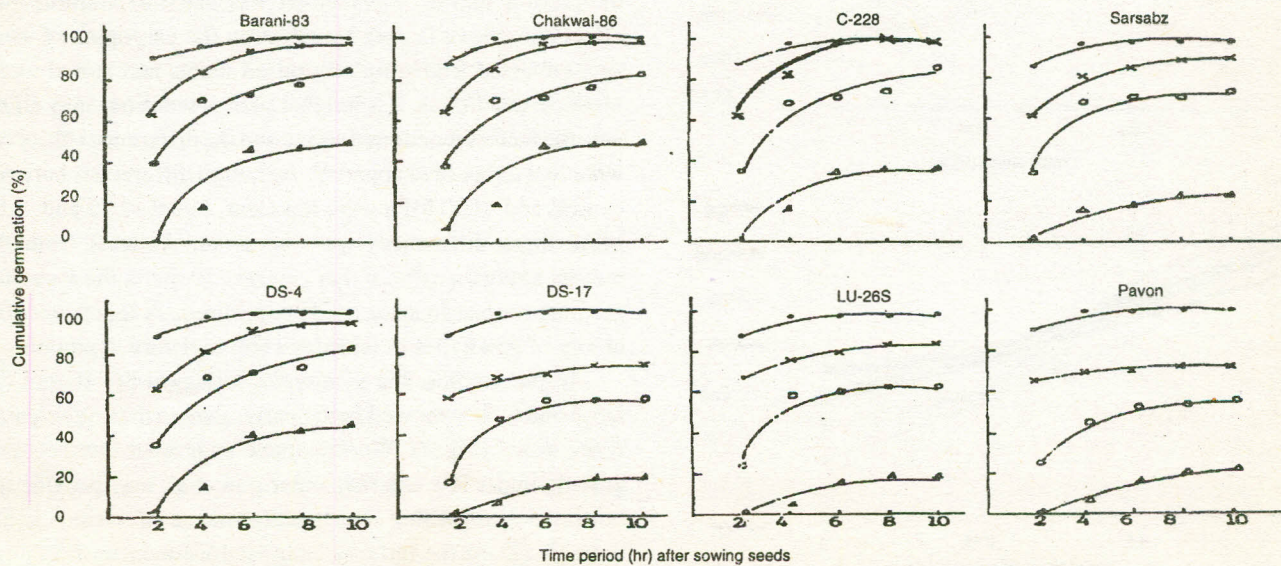 Barani-83
Chakwal-86
C-228
Sarsabz
100
80
60
40
20
0
Cumulative germination (%)
DS-4
DS-17
LU-26S
Pavon
100
80
60
40
20
0
2 4 6 8 10
2 4 6 8 10
2 4 6 8 10
2 4 6 8 10
Time period (hr) after sowing seeds